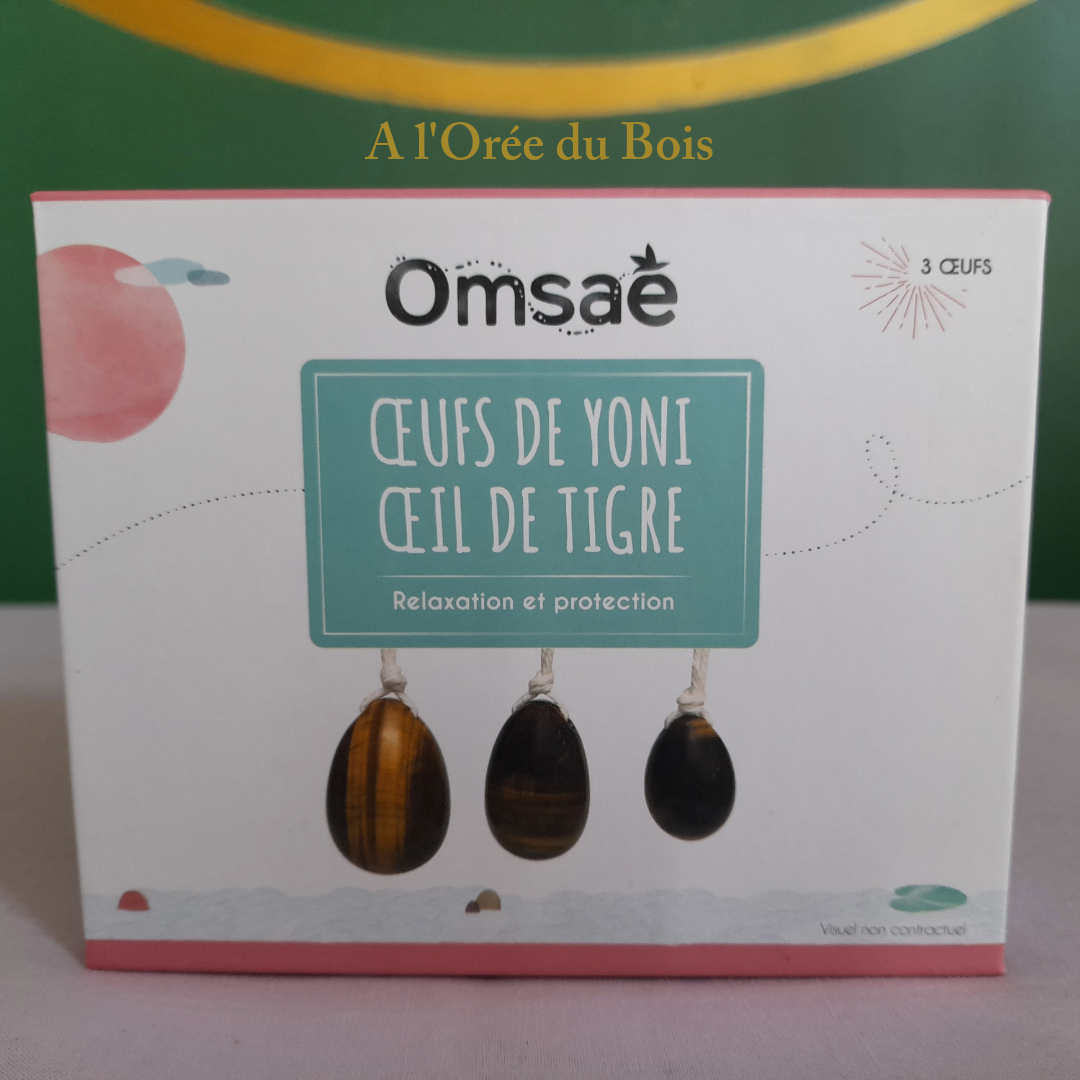 A l'Orée du Bois
Omsaé
3 ŒUFS
ŒUFS DE YONI
ŒIL DE TIGRE
Relaxation et protection
Visuel non contractuel